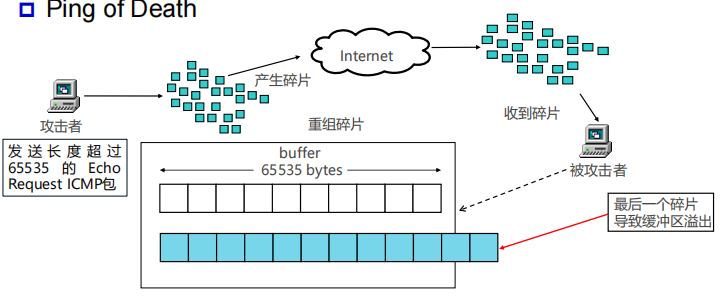 Ping of Death
Internet
产生碎片
攻击者
重组碎片
收到碎片
发送长度超过
65535 的 Echo
Request ICMP包
buffer
65535 bytes
被攻击者
最后一个碎片
导致缓冲区溢出